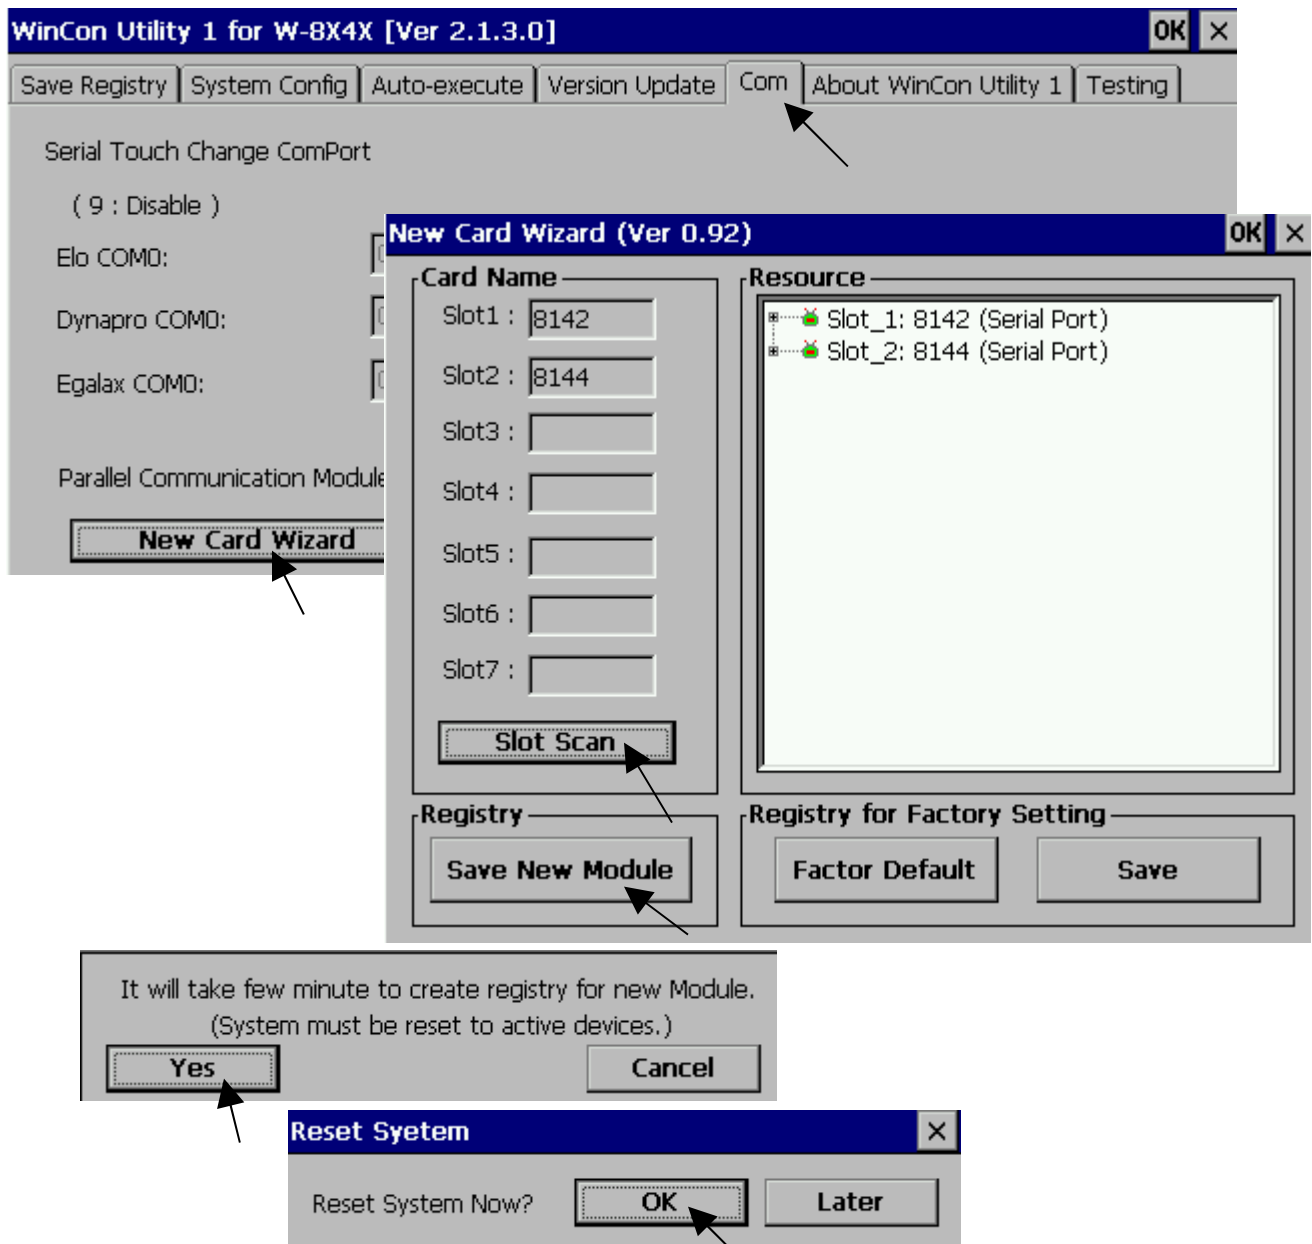 WinCon Utility 1 for W-8X4X [Ver 2.1.3.0] OK
Save Registry System Config Auto-execute Version Update Com About WinCon Utility 1 Testing
Serial Touch Change ComPort
( 9 : Disable )
Elo COM0:
Dynapro COM0:
Egalax COM0:
Parallel Communication Module
New Card Wizard
New Card Wizard (Ver 0.92) OK
Card Name
Slot1 : 8142
Slot2 : 8144
Slot3 :
Slot4 :
Slot5 :
Slot6 :
Slot7 :
Slot Scan
Resource
Slot_1: 8142 (Serial Port)
Slot_2: 8144 (Serial Port)
Registry
Save New Module
Registry for Factory Setting
Factor Default Save
It will take few minute to create registry for new Module.
(System must be reset to active devices.)
Yes Cancel
Reset Syetem
Reset System Now? OK Later